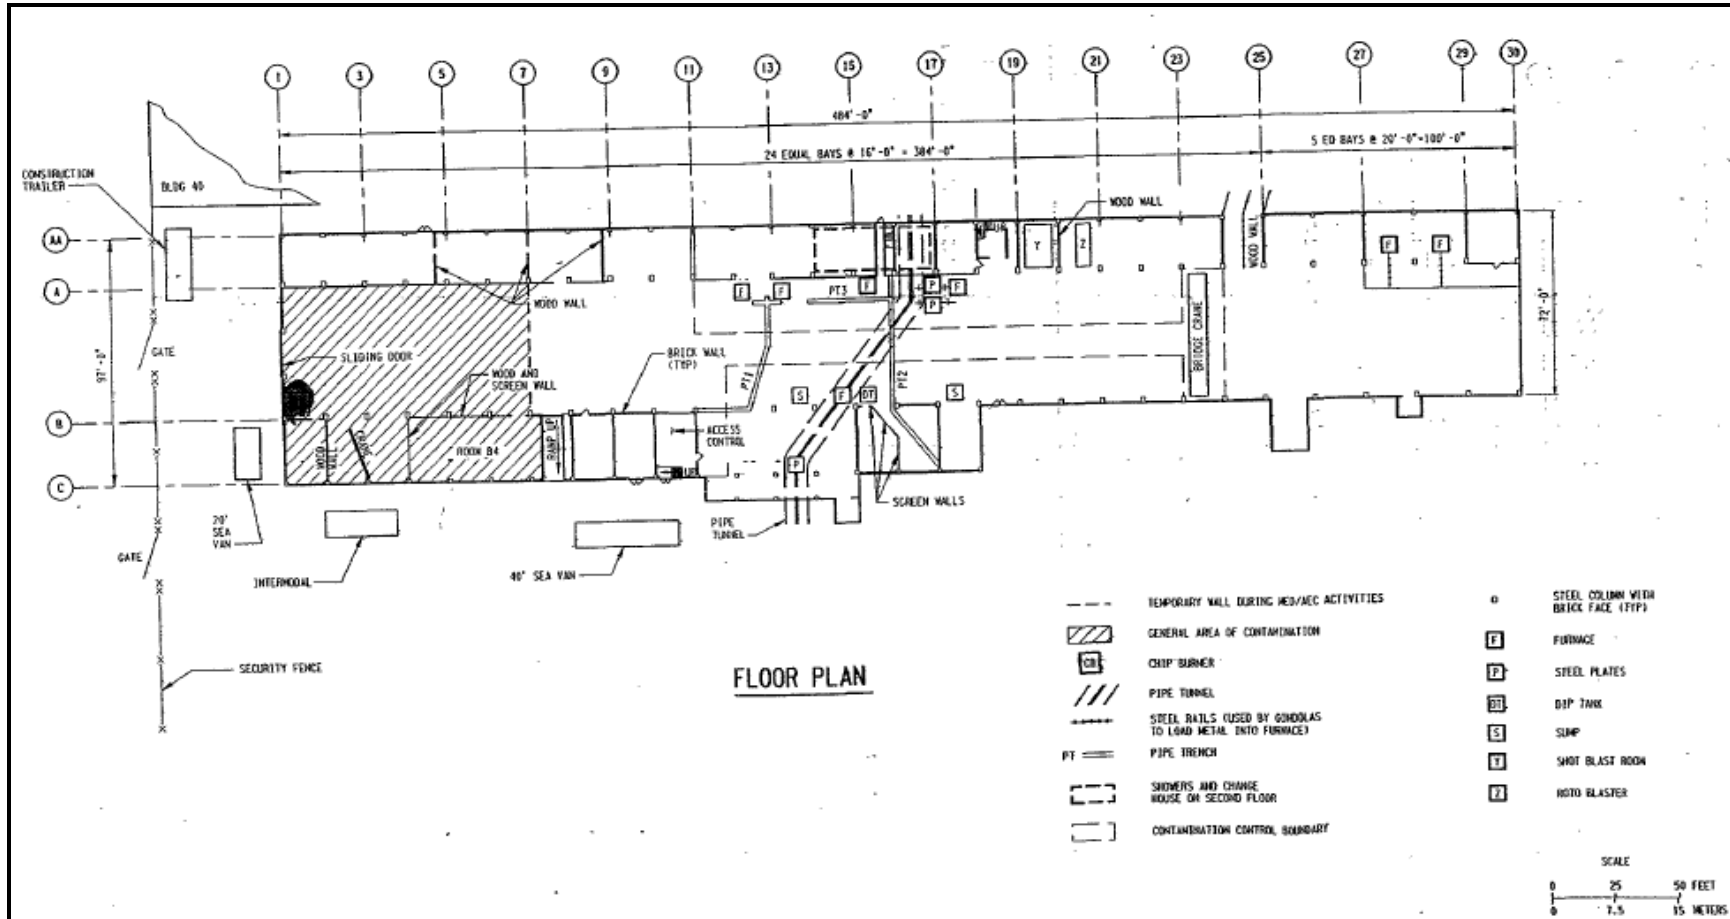 1
3
5
7
9
11
13
15
17
19
21
23
25
27
29
30
484'-0"
24 EQUAL BAYS @ 16'-0" = 384'-0"
5 EQ BAYS @ 20'-0"=100'-0"
CONSTRUCTION
TRAILER
BLDG 40
WOOD WALL
WOOD WALL
AA
A
B
C
97'-0"
72'-0"
GATE
SLIDING DOOR
WOOD WALL
WOOD AND
SCREEN WALL
BRICK WALL
(TYP)
F
F
F
P
F
P
F
F
Y
Z
UP
PT3
PT1
PT2
BRIDGE CRANE
S
F
DT
S
P
WOOD
WALL
ROOM B4
RAMP UP
ACCESS
CONTROL
UP
SCREEN WALLS
PIPE
TUNNEL
20'
SEA
VAN
GATE
INTERMODAL
40' SEA VAN
SECURITY FENCE
FLOOR PLAN
TEMPORARY WALL DURING MED/AEC ACTIVITIES
GENERAL AREA OF CONTAMINATION
CB CHIP BURNER
PIPE TUNNEL
STEEL RAILS (USED BY GONDOLAS
TO LOAD METAL INTO FURNACE)
PT PIPE TRENCH
SHOWERS AND CHANGE
HOUSE ON SECOND FLOOR
CONTAMINATION CONTROL BOUNDARY
STEEL COLUMN WITH
BRICK FACE (TYP)
F FURNACE
P STEEL PLATES
DT DIP TANK
S SUMP
Y SHOT BLAST ROOM
Z ROTO BLASTER
SCALE
0 25 50 FEET
0 7.5 15 METERS